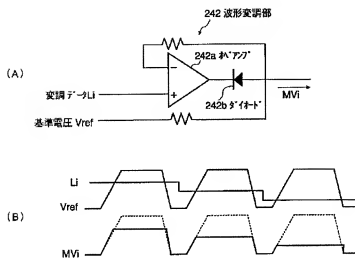 242 波形変調部
(A)
242a オペアンプ
変調データLi
242b ダイオード
MVi
基準電圧 Vref
(B)
Li
Vref
MVi